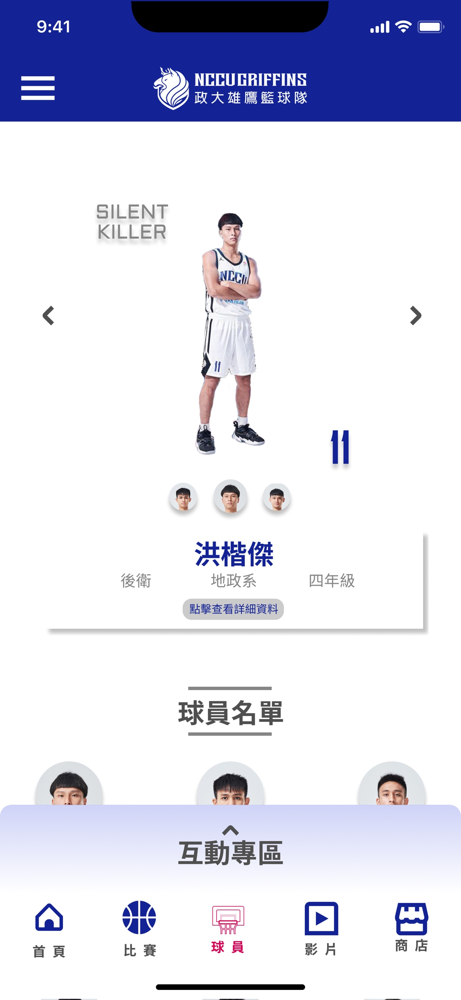 9:41
NCCU GRIFFINS
政大雄鷹籃球隊
SILENT
KILLER
NCCU
DAIKIN
11
11
洪楷傑
後衛 地政系 四年級
點擊查看詳細資料
球員名單
互動專區
首頁 比賽 球員 影片 商店